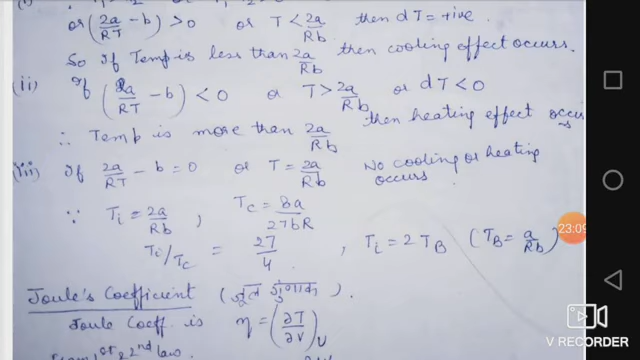 or (2a/RT - b) > 0 or T < 2a/Rb then dT = +ive
So if Temp is less than 2a/Rb then cooling effect occurs.
(ii) If (2a/RT - b) < 0 or T > 2a/Rb or dT < 0
∴ Temp is more than 2a/Rb then heating effect occurs
(iii) If 2a/RT - b = 0 or T = 2a/Rb No cooling or heating occurs
∵ Ti = 2a/Rb, Tc = 8a/27bR
Ti/Tc = 27/4, Ti = 2TB (TB = a/Rb)
23:09
Joule's Coefficient (जूल गुणांक).
Joule Coeff. is η = (∂T/∂V)U
2nd law
V RECORDER